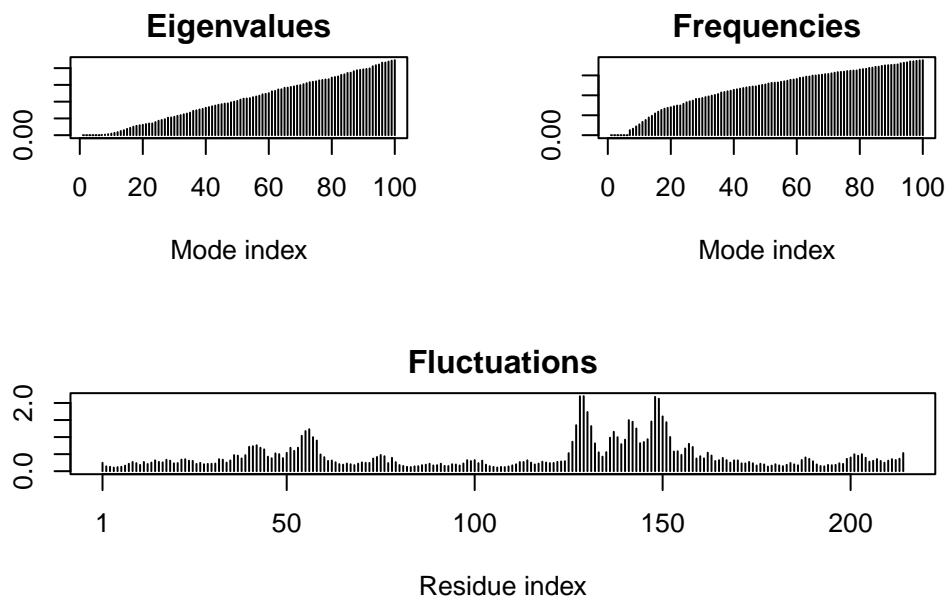 Eigenvalues
0.00
0 20 40 60 80 100
Mode index
Frequencies
0.00
0 20 40 60 80 100
Mode index
Fluctuations
0.0 2.0
1 50 100 150 200
Residue index